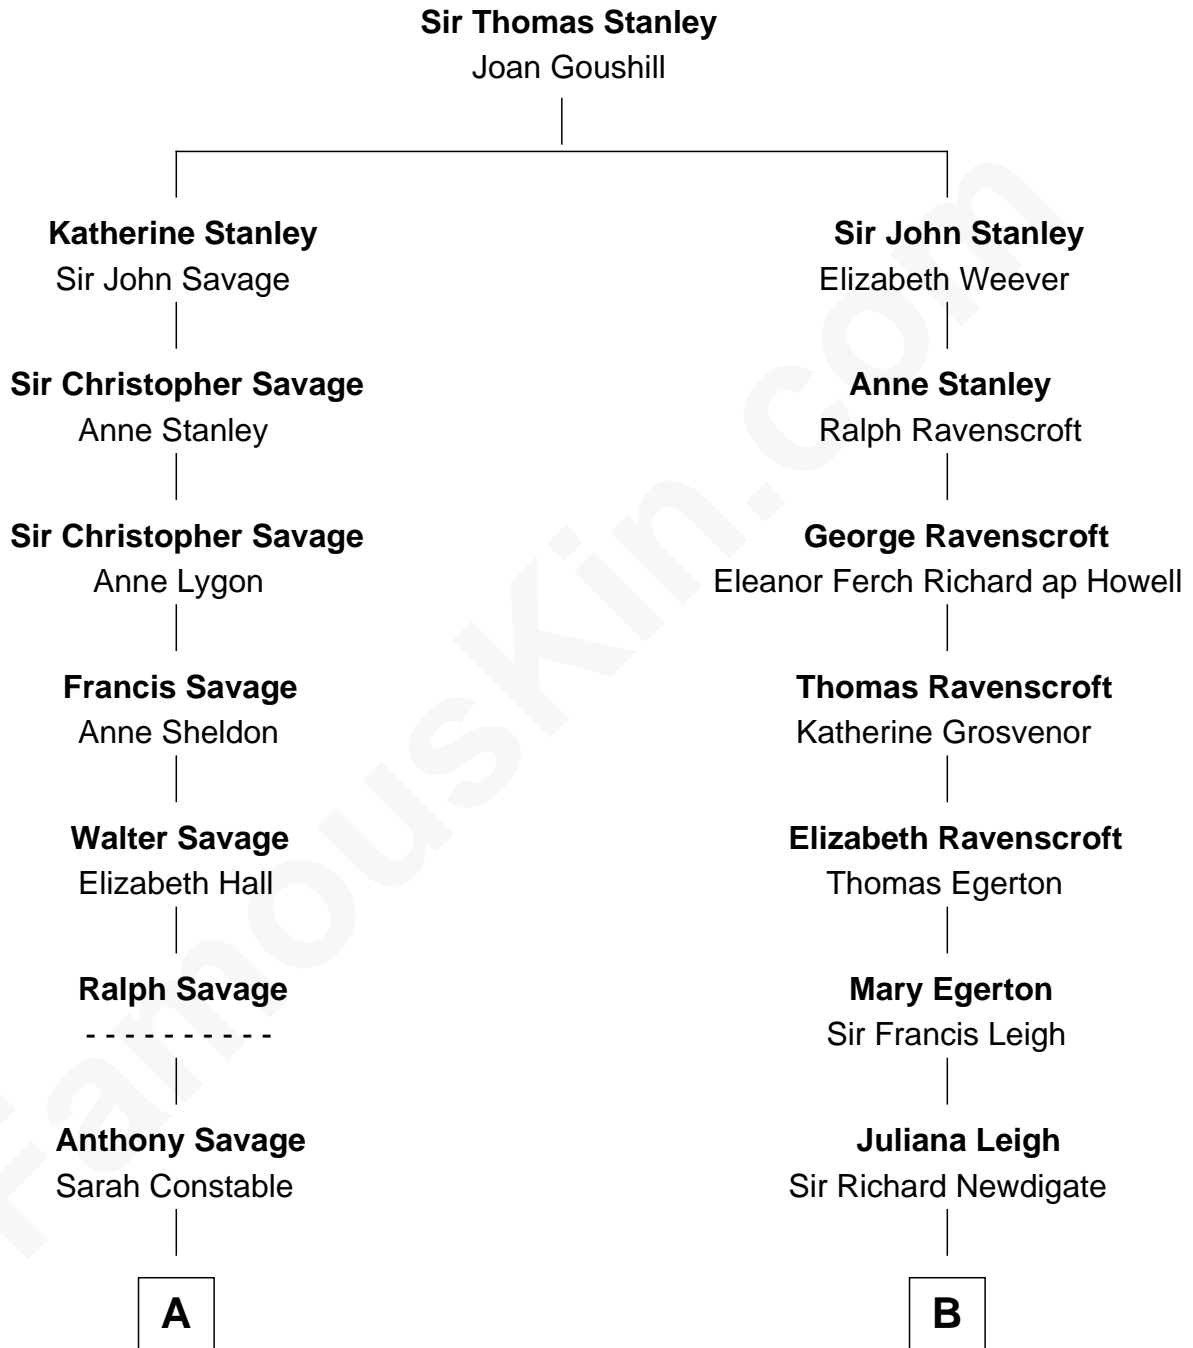 Sir Thomas Stanley
Joan Goushill
Katherine Stanley
Sir John Savage
Sir John Stanley
Elizabeth Weever
Sir Christopher Savage
Anne Stanley
Anne Stanley
Ralph Ravenscroft
Sir Christopher Savage
Anne Lygon
George Ravenscroft
Eleanor Ferch Richard ap Howell
Francis Savage
Anne Sheldon
Thomas Ravenscroft
Katherine Grosvenor
Walter Savage
Elizabeth Hall
Elizabeth Ravenscroft
Thomas Egerton
Ralph Savage
- - - - - - - - - -
Mary Egerton
Sir Francis Leigh
Anthony Savage
Sarah Constable
Juliana Leigh
Sir Richard Newdigate
A
B
FamousKin.com